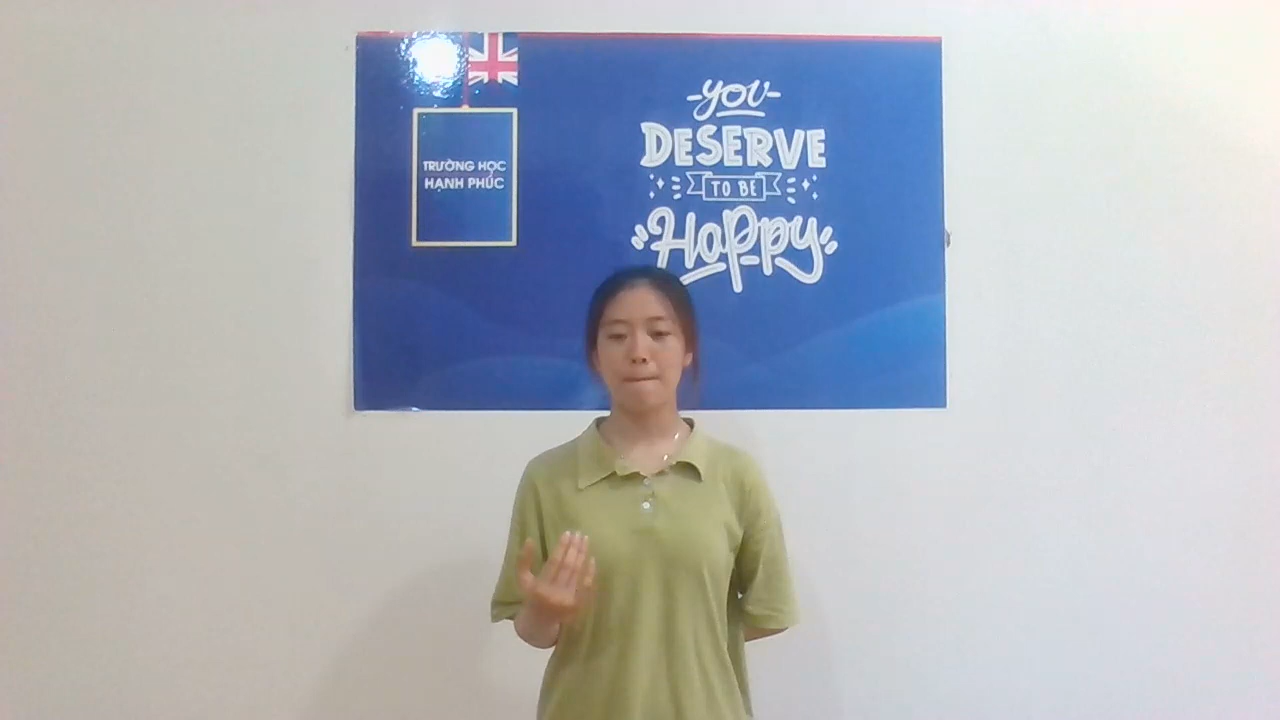 TRƯỜNG HỌC
HẠNH PHÚC
-you-
DESERVE
TO BE
Happy